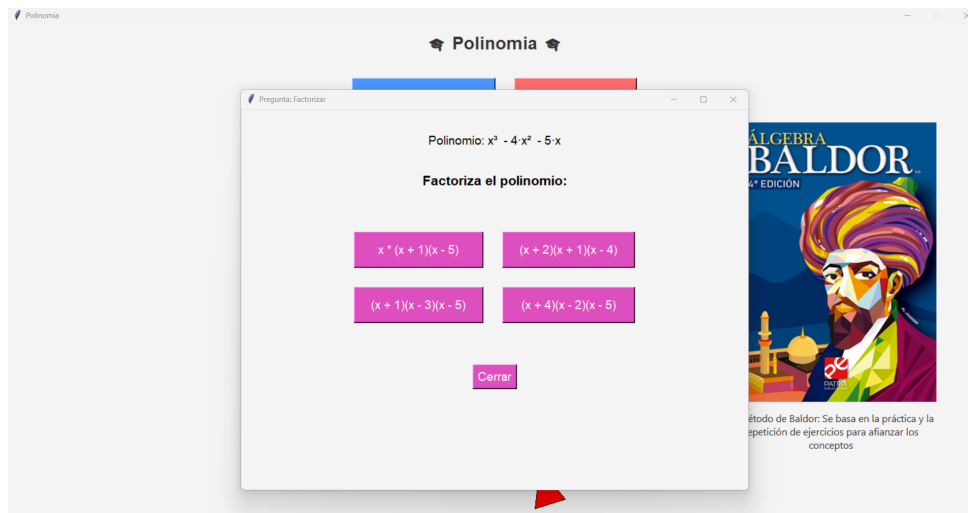 Polinomia
🎓 Polinomia 🎓
Pregunta: Factorizar
Polinomio: x³ - 4·x² - 5·x
Factoriza el polinomio:
x * (x + 1)(x - 5)
(x + 2)(x + 1)(x - 4)
(x + 1)(x - 3)(x - 5)
(x + 4)(x - 2)(x - 5)
Cerrar
ÁLGEBRA
BALDOR
4ª EDICIÓN
PATRIA
étodo de Baldor: Se basa en la práctica y la
epetición de ejercicios para afianzar los
conceptos